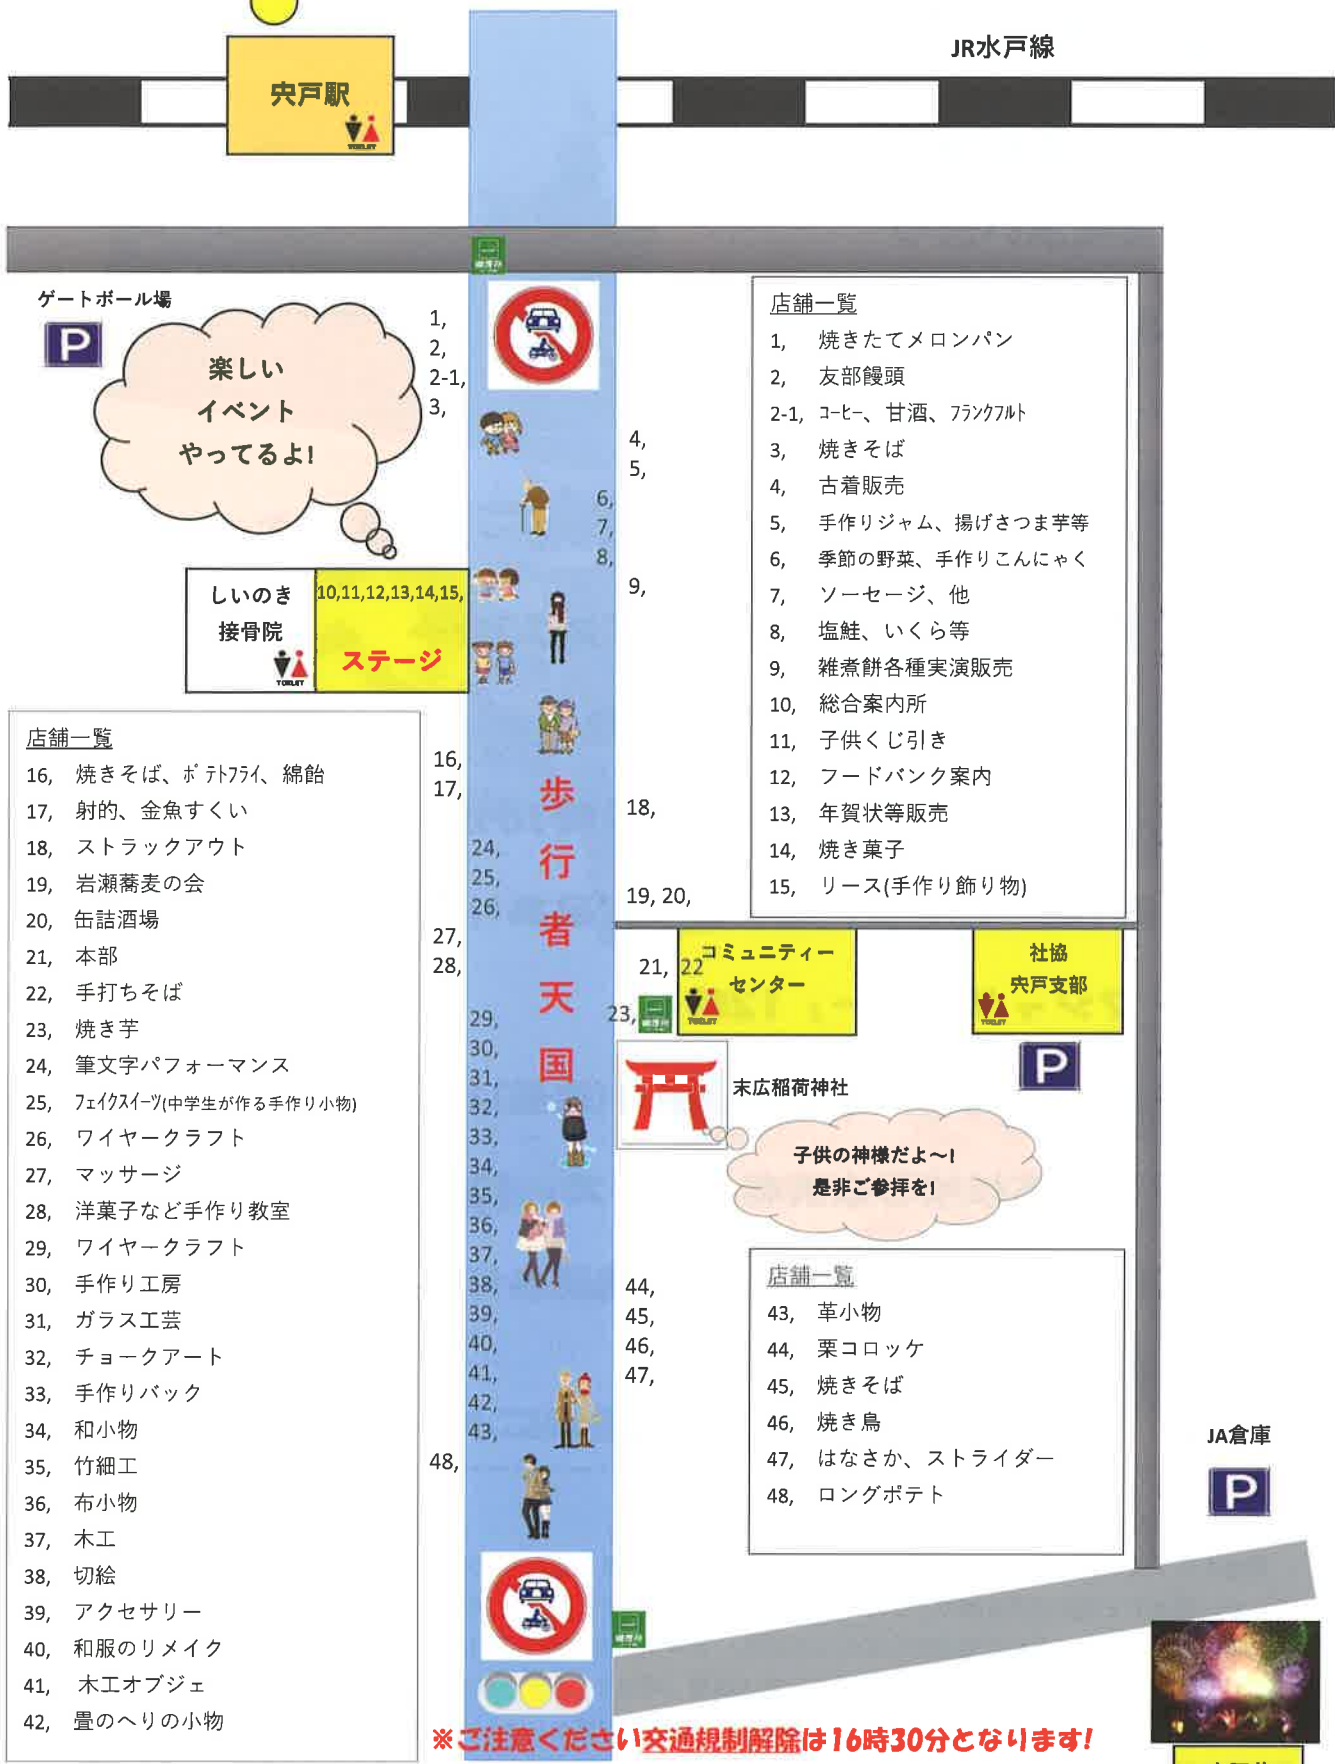 JR水戸線
宍戸駅
TOILET
ゲートボール場
P
楽しい
イベント
やってるよ!
1,
2,
2-1,
3,
4,
5,
6,
7,
8,
9,
しいのき
接骨院
TOILET
10,11,12,13,14,15,
ステージ
店舗一覧
1, 焼きたてメロンパン
2, 友部饅頭
2-1, ｺｰﾋｰ、甘酒、ﾌﾗﾝｸﾌﾙﾄ
3, 焼きそば
4, 古着販売
5, 手作りジャム、揚げさつま芋等
6, 季節の野菜、手作りこんにゃく
7, ソーセージ、他
8, 塩鮭、いくら等
9, 雑煮餅各種実演販売
10, 総合案内所
11, 子供くじ引き
12, フードバンク案内
13, 年賀状等販売
14, 焼き菓子
15, リース(手作り飾り物)
店舗一覧
16, 焼きそば、ﾎﾟﾃﾄﾌﾗｲ、綿飴
17, 射的、金魚すくい
18, ストラックアウト
19, 岩瀬蕎麦の会
20, 缶詰酒場
21, 本部
22, 手打ちそば
23, 焼き芋
24, 筆文字パフォーマンス
25, ﾌｪｲｸｽｲｰﾂ(中学生が作る手作り小物)
26, ワイヤークラフト
27, マッサージ
28, 洋菓子など手作り教室
29, ワイヤークラフト
30, 手作り工房
31, ガラス工芸
32, チョークアート
33, 手作りバック
34, 和小物
35, 竹細工
36, 布小物
37, 木工
38, 切絵
39, アクセサリー
40, 和服のリメイク
41, 木工オブジェ
42, 畳のへりの小物
16,
17,
18,
歩行者天国
24,
25,
26,
19, 20,
27,
28,
21, 22
23,
コミュニティー
センター
TOILET
社協
宍戸支部
TOILET
P
末広稲荷神社
子供の神様だよ～!
是非ご参拝を!
29,
30,
31,
32,
33,
34,
35,
36,
37,
38,
39,
40,
41,
42,
43,
44,
45,
46,
47,
48,
店舗一覧
43, 革小物
44, 栗コロッケ
45, 焼きそば
46, 焼き鳥
47, はなさか、ストライダー
48, ロングポテト
JA倉庫
P
※ご注意ください交通規制解除は16時30分となります!